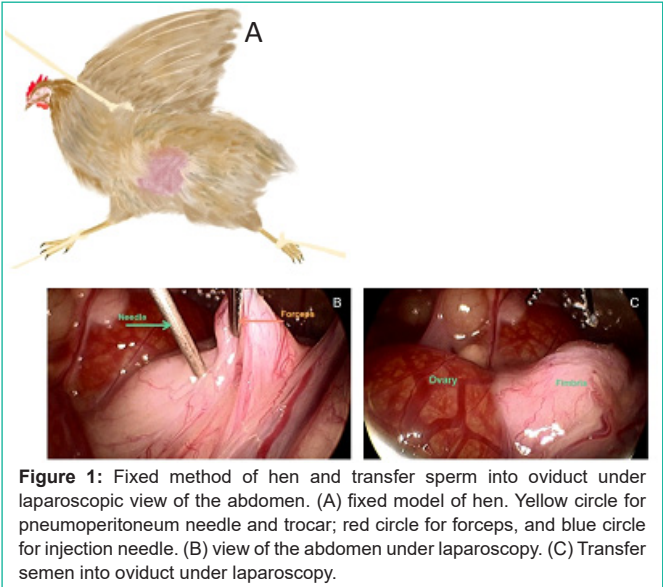 A
B
Needle
Forceps
C
Ovary
Fimbria
Figure 1: Fixed method of hen and transfer sperm into oviduct under
laparoscopic view of the abdomen. (A) fixed model of hen. Yellow circle for
pneumoperitoneum needle and trocar; red circle for forceps, and blue circle
for injection needle. (B) view of the abdomen under laparoscopy. (C) Transfer
semen into oviduct under laparoscopy.